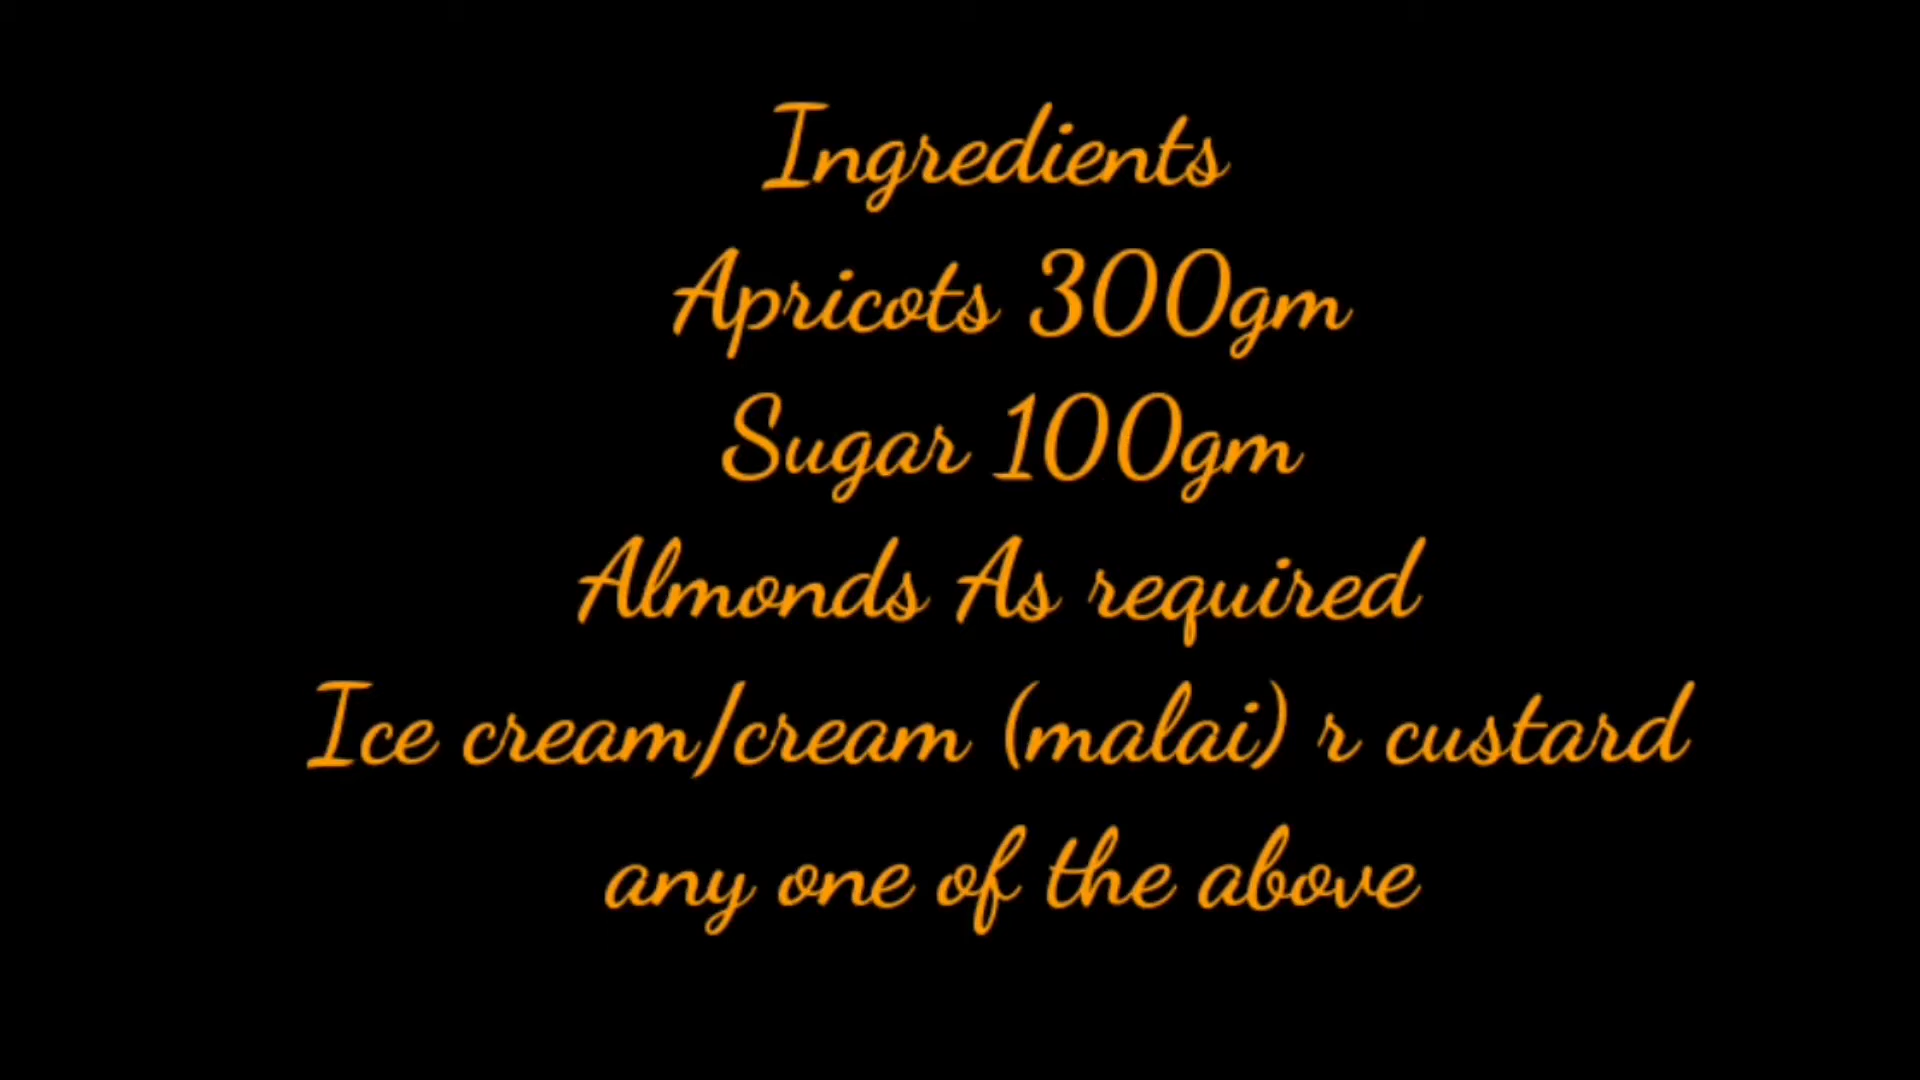 Ingredients
Apricots 300gm
Sugar 100gm
Almonds As required
Ice cream/cream (malai) r custard
any one of the above